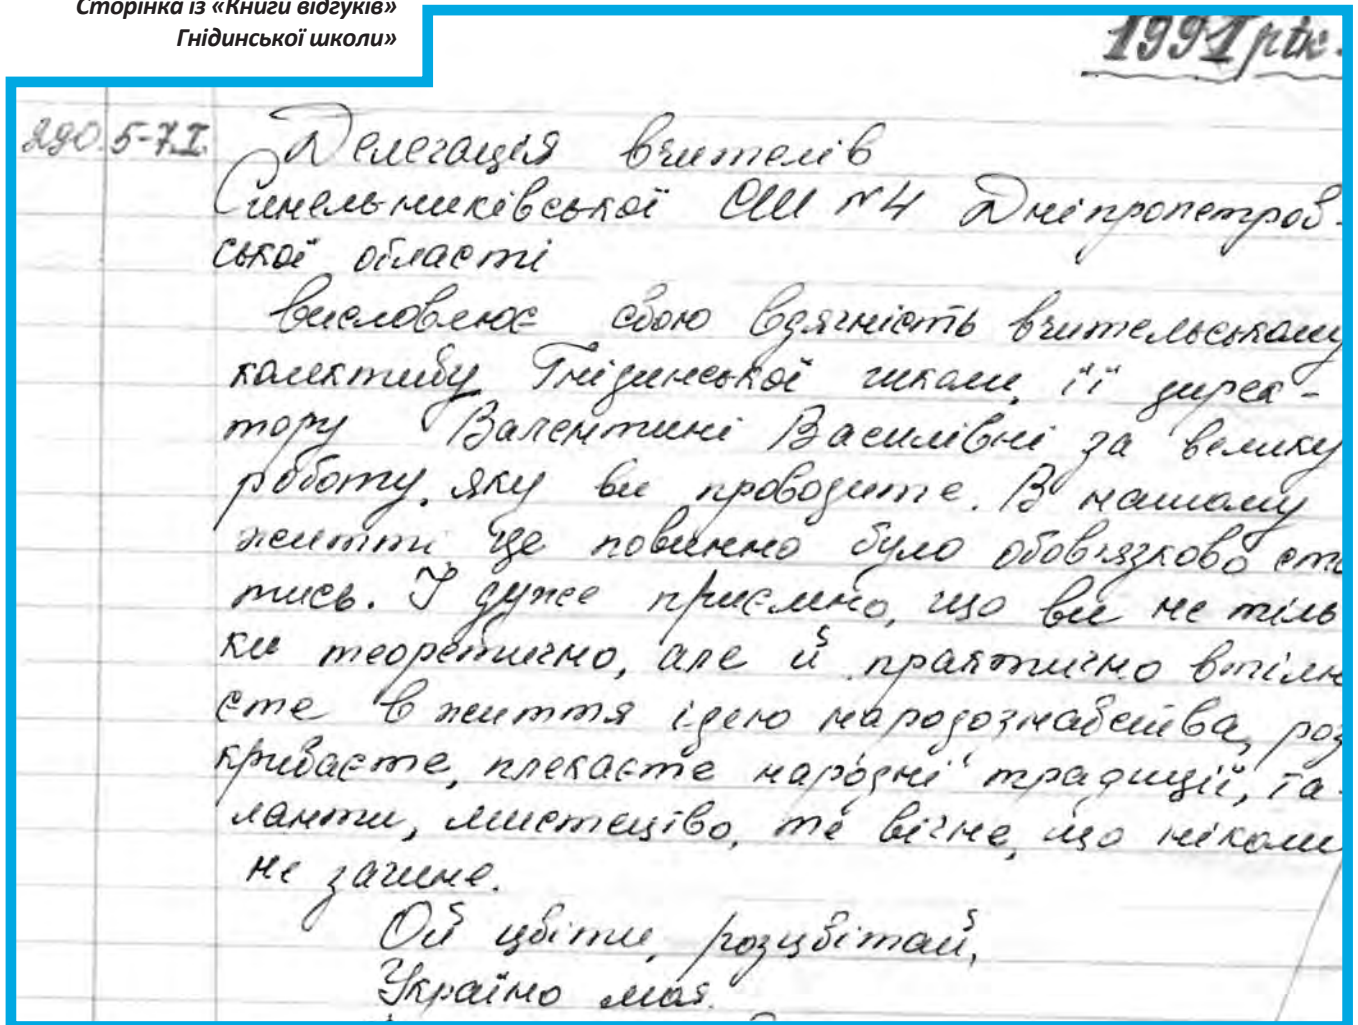 Сторінка із «Книги відгуків»
Гнідинської школи»
1991 рік.
290. 5-7.I. Делегація вчителів
Синельниківської СШ №4 Дніпропетров-
ської області
висловлює свою вдячність вчительському
колективу Гнідинської школи, її дирек-
тору Валентині Василівні за велику
роботу, яку ви проводите. В нашому
житті це повинно було обов'язково ста
тись. І дуже приємно, що ви не тіль
ки теоретично, але й практично втілю
єте в життя ідею народознавства, роз
криваєте, плекаєте народні традиції, та-
ланти, мистецтво, те вічне, що ніколи
не загине.
Ой цвіти, розцвітай,
Україно моя.